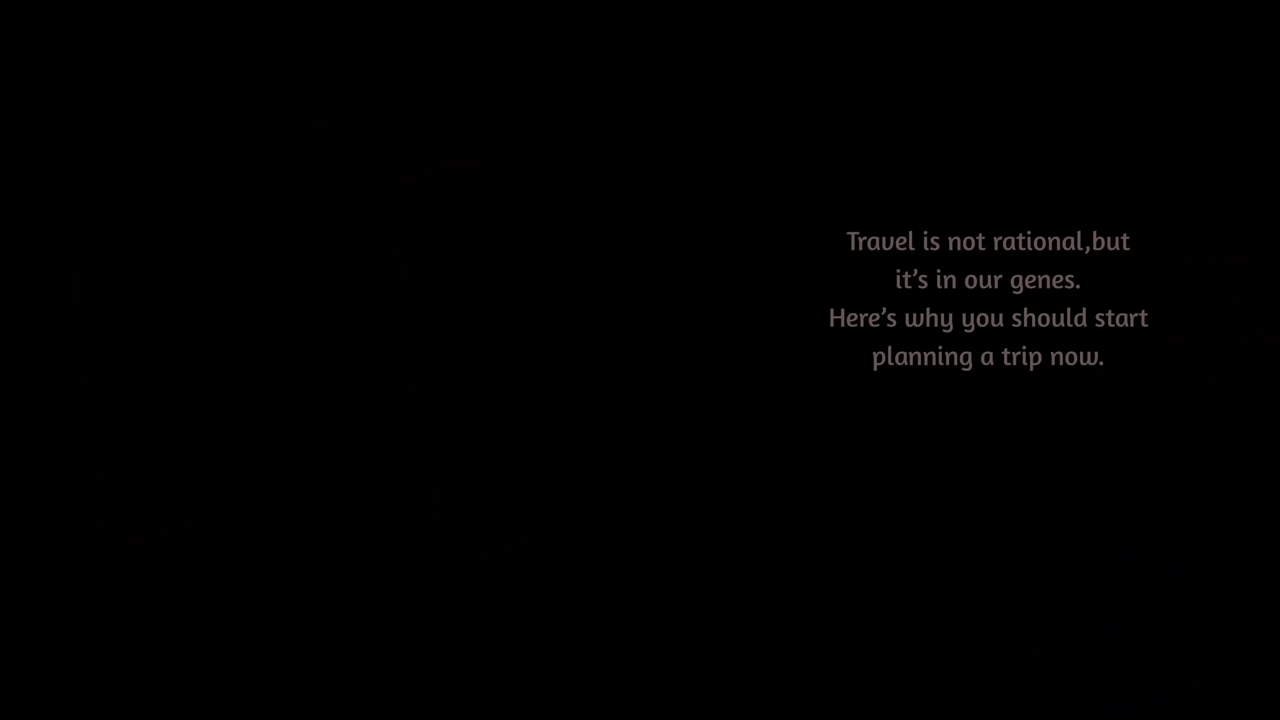 Travel is not rational,but
it’s in our genes.
Here’s why you should start
planning a trip now.